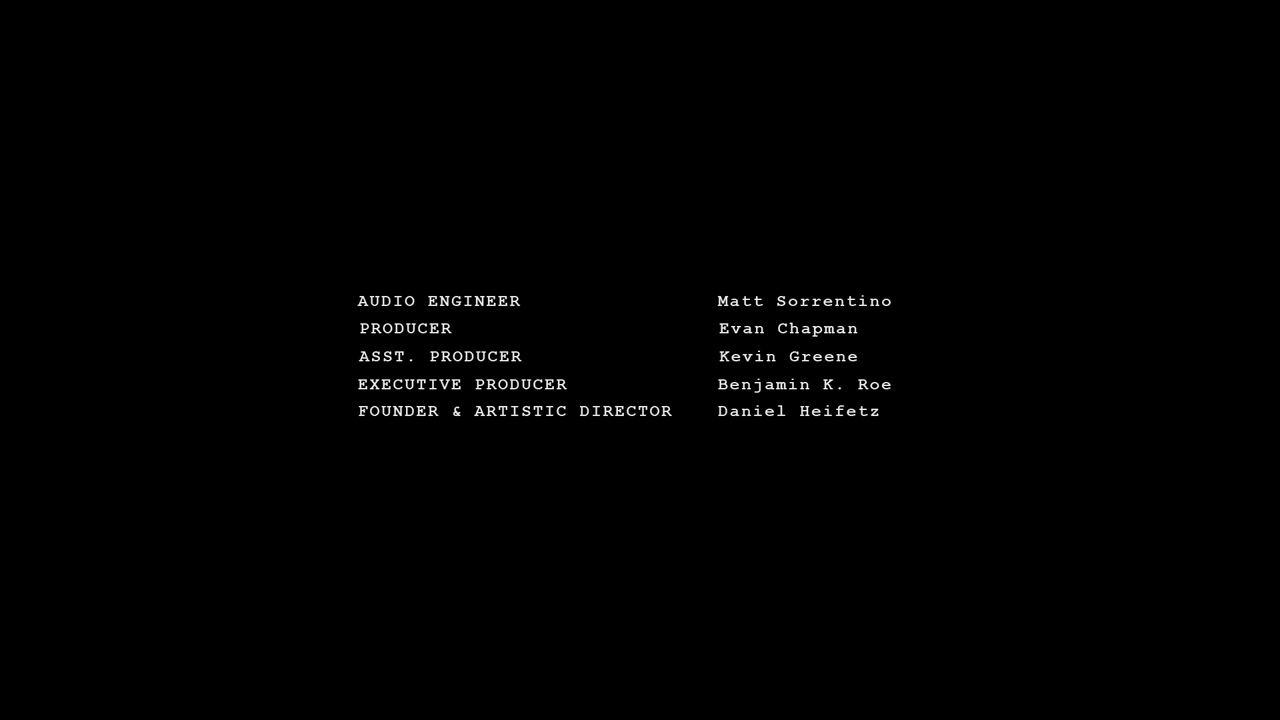 AUDIO ENGINEER Matt Sorrentino
PRODUCER Evan Chapman
ASST. PRODUCER Kevin Greene
EXECUTIVE PRODUCER Benjamin K. Roe
FOUNDER & ARTISTIC DIRECTOR Daniel Heifetz